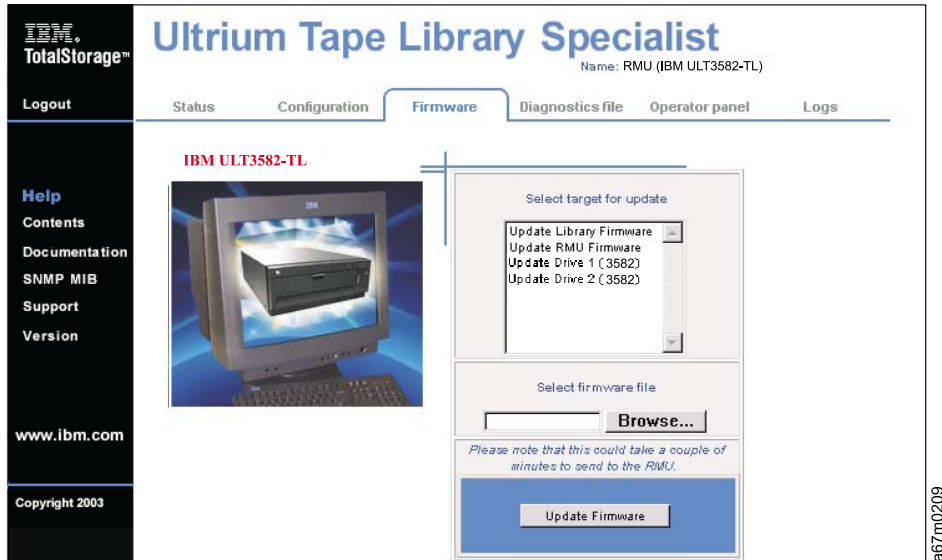 IBM.
TotalStorage™
Ultrium Tape Library Specialist
Name: RMU (IBM ULT3582-TL)
Logout
Status
Configuration
Firmware
Diagnostics file
Operator panel
Logs
IBM ULT3582-TL
IBM
Help
Contents
Documentation
SNMP MIB
Support
Version
www.ibm.com
Copyright 2003
Select target for update
Update Library Firmware
Update RMU Firmware
Update Drive 1 (3582)
Update Drive 2 (3582)
Select firmware file
Browse...
Please note that this could take a couple of
minutes to send to the RMU.
Update Firmware
a67m0209